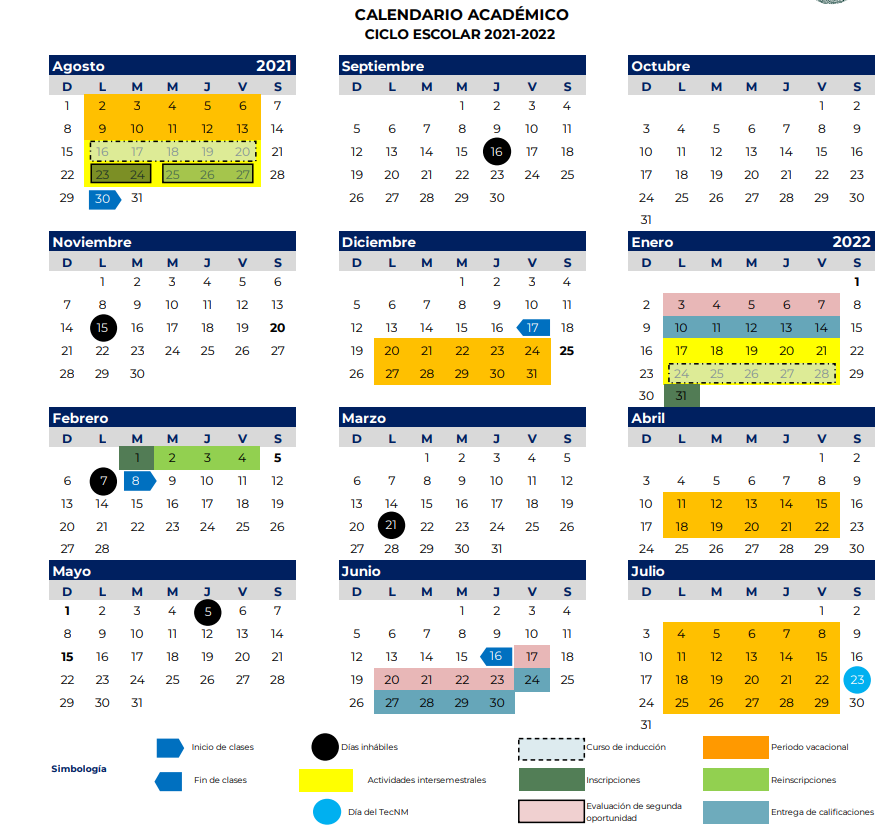 CALENDARIO ACADÉMICO
CICLO ESCOLAR 2021-2022
Agosto 2021
D L M M J V S
1 2 3 4 5 6 7
8 9 10 11 12 13 14
15 16 17 18 19 20 21
22 23 24 25 26 27 28
29 30 31
Septiembre
D L M M J V S
1 2 3 4
5 6 7 8 9 10 11
12 13 14 15 16 17 18
19 20 21 22 23 24 25
26 27 28 29 30
Octubre
D L M M J V S
1 2
3 4 5 6 7 8 9
10 11 12 13 14 15 16
17 18 19 20 21 22 23
24 25 26 27 28 29 30
31
Noviembre
D L M M J V S
1 2 3 4 5 6
7 8 9 10 11 12 13
14 15 16 17 18 19 20
21 22 23 24 25 26 27
28 29 30
Diciembre
D L M M J V S
1 2 3 4
5 6 7 8 9 10 11
12 13 14 15 16 17 18
19 20 21 22 23 24 25
26 27 28 29 30 31
Enero 2022
D L M M J V S
1
2 3 4 5 6 7 8
9 10 11 12 13 14 15
16 17 18 19 20 21 22
23 24 25 26 27 28 29
30 31
Febrero
D L M M J V S
1 2 3 4 5
6 7 8 9 10 11 12
13 14 15 16 17 18 19
20 21 22 23 24 25 26
27 28
Marzo
D L M M J V S
1 2 3 4 5
6 7 8 9 10 11 12
13 14 15 16 17 18 19
20 21 22 23 24 25 26
27 28 29 30 31
Abril
D L M M J V S
1 2
3 4 5 6 7 8 9
10 11 12 13 14 15 16
17 18 19 20 21 22 23
24 25 26 27 28 29 30
Mayo
D L M M J V S
1 2 3 4 5 6 7
8 9 10 11 12 13 14
15 16 17 18 19 20 21
22 23 24 25 26 27 28
29 30 31
Junio
D L M M J V S
1 2 3 4
5 6 7 8 9 10 11
12 13 14 15 16 17 18
19 20 21 22 23 24 25
26 27 28 29 30
Julio
D L M M J V S
1 2
3 4 5 6 7 8 9
10 11 12 13 14 15 16
17 18 19 20 21 22 23
24 25 26 27 28 29 30
31
Simbología
Inicio de clases
Días inhábiles
Curso de inducción
Periodo vacacional
Fin de clases
Actividades intersemestrales
Inscripciones
Reinscripciones
Día del TecNM
Evaluación de segunda
oportunidad
Entrega de calificaciones